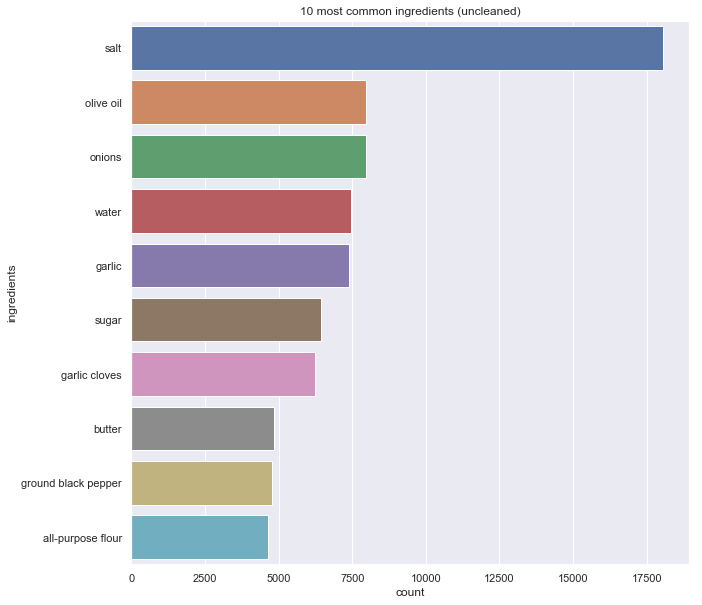 10 most common ingredients (uncleaned)
salt
olive oil
onions
water
garlic
sugar
garlic cloves
butter
ground black pepper
all-purpose flour
ingredients
0 2500 5000 7500 10000 12500 15000 17500
count